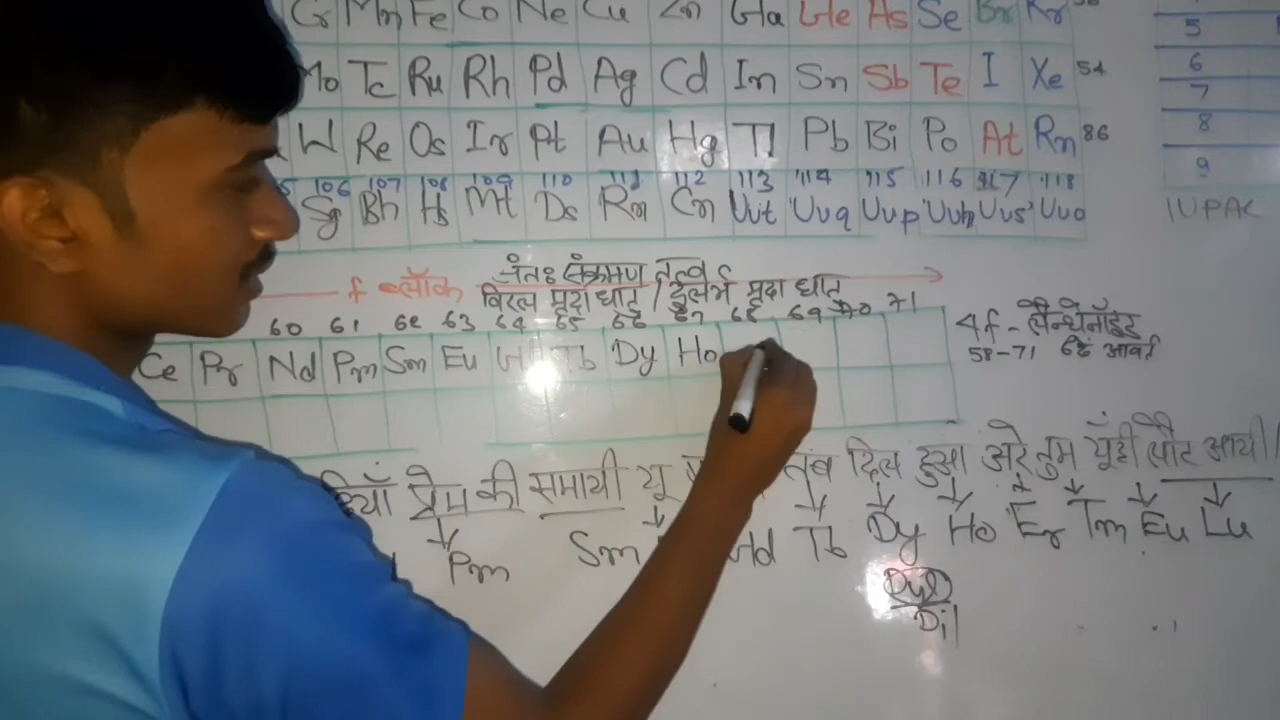 Cr Mn Fe Co Ne Cu Zn Ga Ge As Se Br Kr 36
5
Mo Tc Ru Rh Pd Ag Cd In Sn Sb Te I Xe 54
6
7
W Re Os Ir Pt Au Hg Tl Pb Bi Po At Rn 86
8
9
106 107 108 109 110 111 112 113 114 115 116 117 118
Sg Bh Hs Mt Ds Rn Cn Uut Uuq Uup Uuh Uus Uuo
IUPAC
f ब्लॉक अंतः संक्रमण तत्व
विरल मृदा धातु / दुर्लभ मृदा धातु
60 61 62 63 64 65 66 67 68 69 70 71
Ce Pr Nd Pm Sm Eu Gd Tb Dy Ho
4f - लैन्थेनॉइड
58-71 6वें आवर्त
प्रेम की समायी यू तब दिल हुआ अरे तुम यूँही लौट आयी
Pm Sm Gd Tb Dy Ho Er Tm Eu Lu
Dil